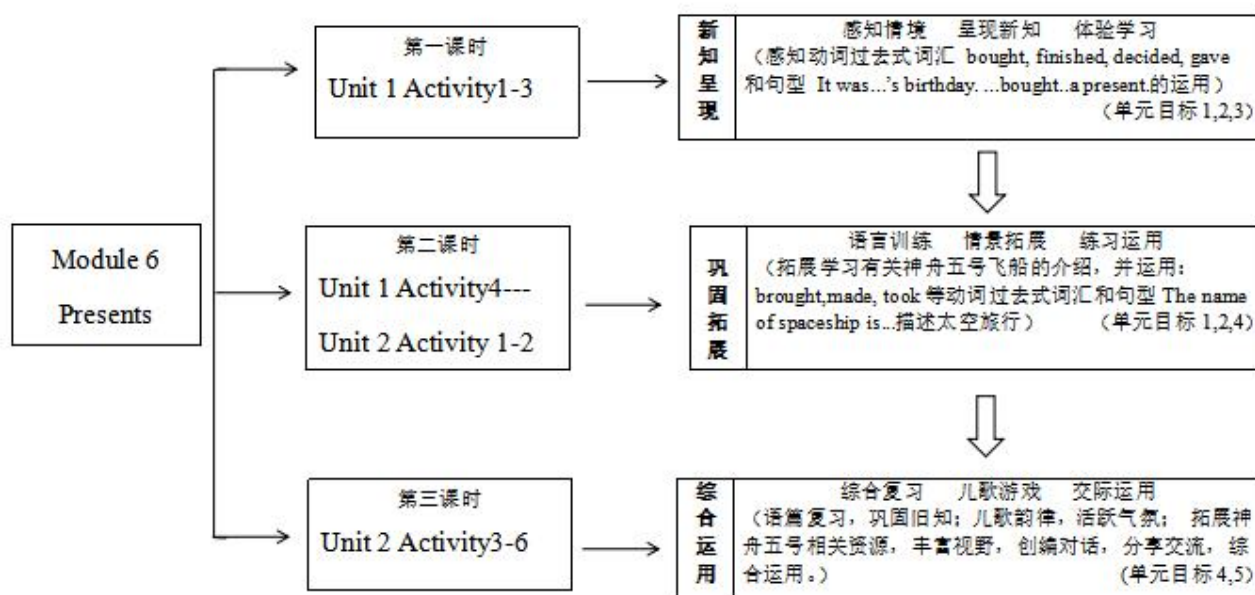 Module 6
Presents
第一课时
Unit 1 Activity1-3
新知呈现
感知情境 呈现新知 体验学习
（感知动词过去式词汇 bought, finished, decided, gave
和句型 It was...’s birthday. ...bought..a present.的运用）
（单元目标 1,2,3）
第二课时
Unit 1 Activity4---
Unit 2 Activity 1-2
巩固拓展
语言训练 情景拓展 练习运用
（拓展学习有关神舟五号飞船的介绍，并运用：
brought,made, took 等动词过去式词汇和句型 The name
of spaceship is...描述太空旅行） （单元目标 1,2,4）
第三课时
Unit 2 Activity3-6
综合运用
综合复习 儿歌游戏 交际运用
（语篇复习，巩固旧知；儿歌韵律，活跃气氛； 拓展神
舟五号相关资源，丰富视野，创编对话，分享交流，综
合运用。） (单元目标 4,5）